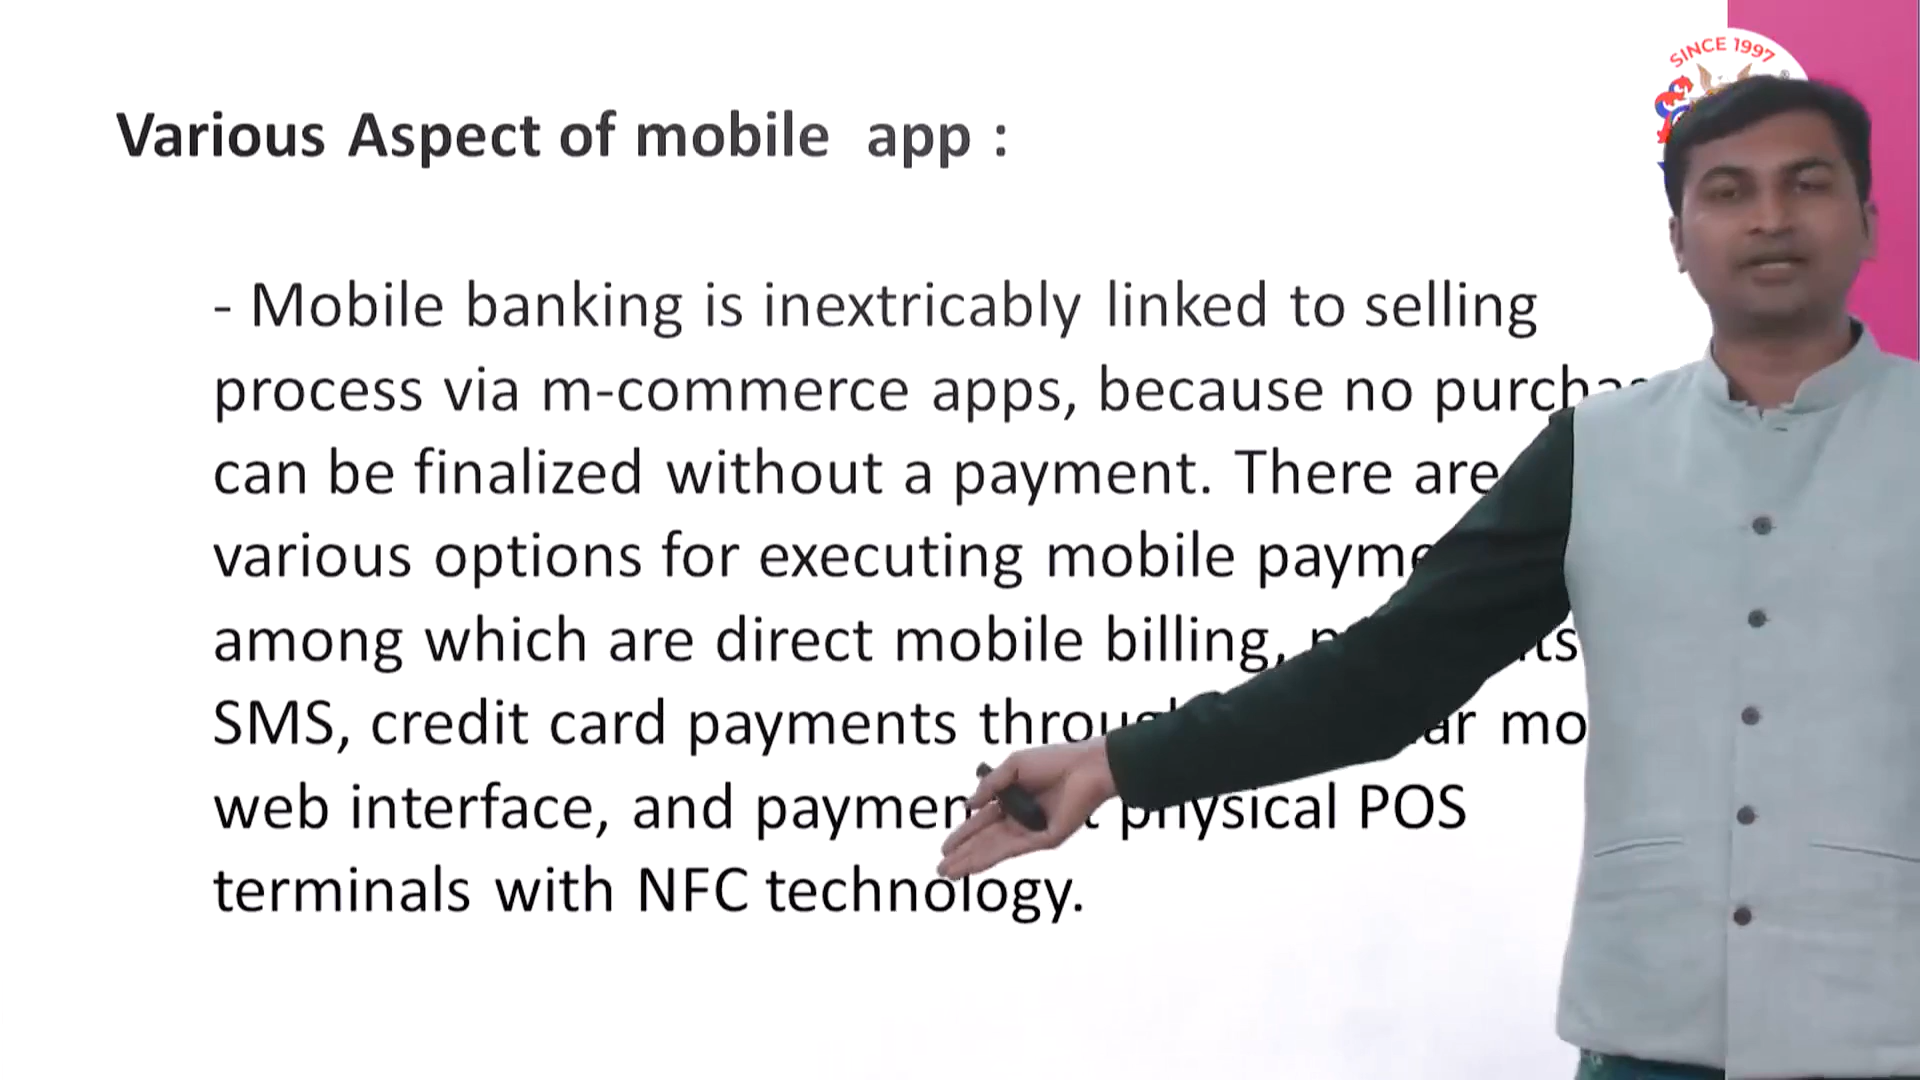 SINCE 1997
Various Aspect of mobile app :
- Mobile banking is inextricably linked to selling
process via m-commerce apps, because no
can be finalized without a payment. There are
various options for executing mobile
among which are direct mobile billing,
SMS, credit card payments
web interface, and physical POS
terminals with NFC technology.